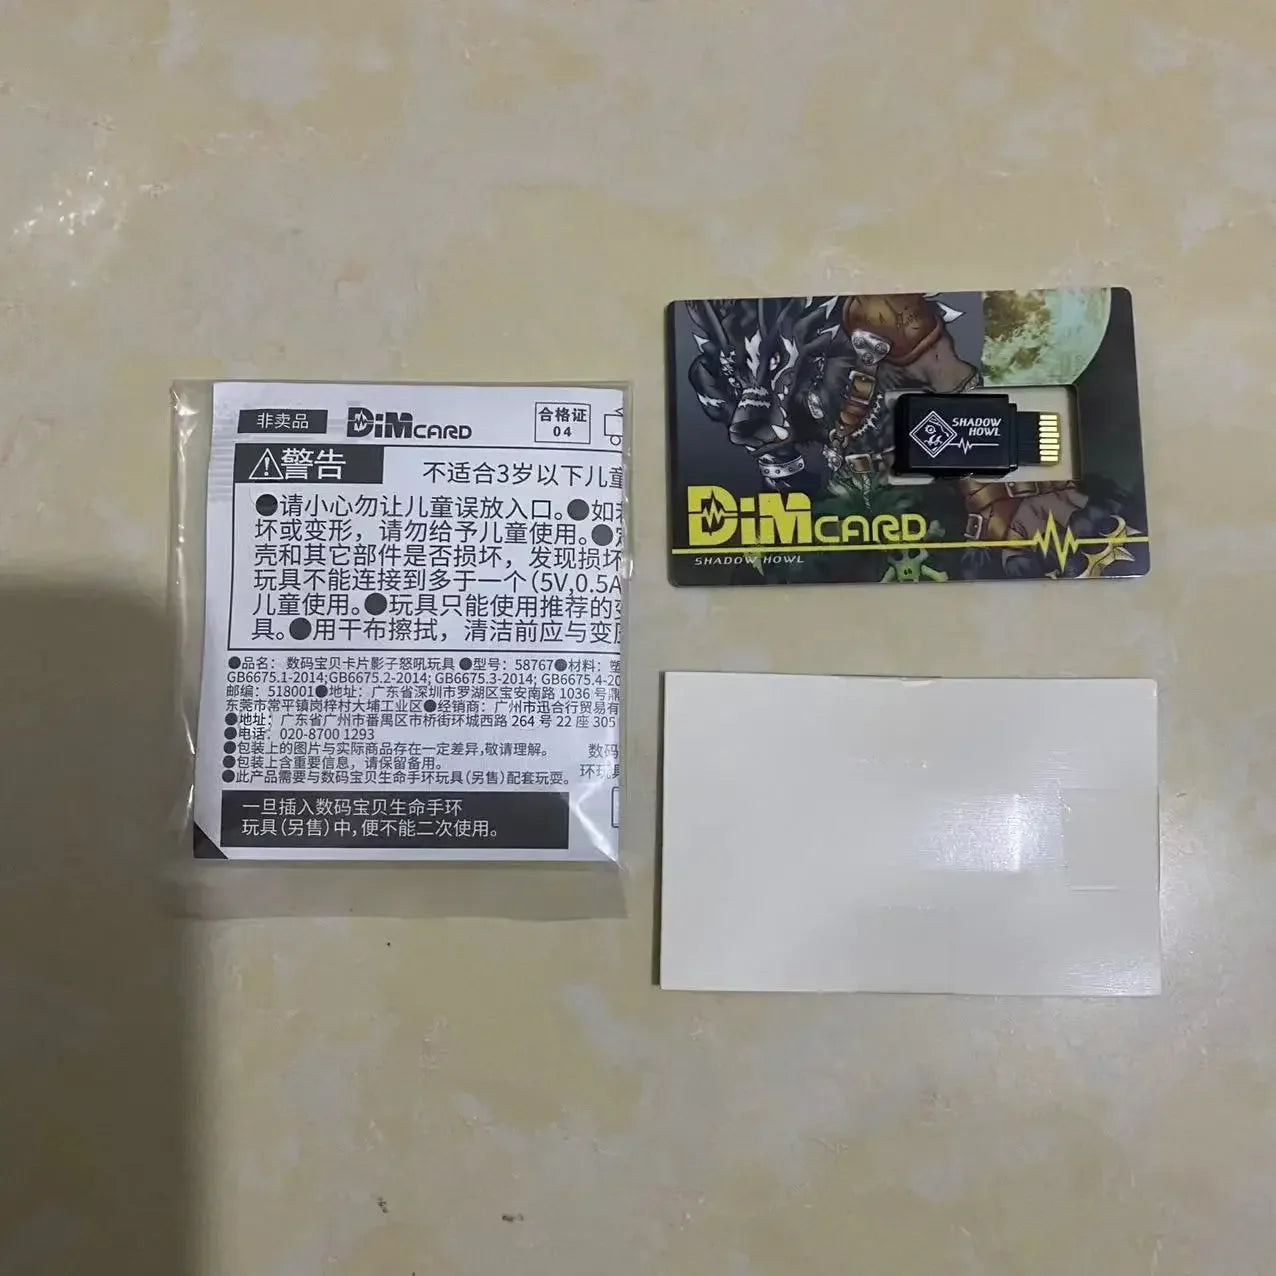 非卖品
DiMCARD
合格证
04
警告
不适合3岁以下儿童
●请小心勿让儿童误放入口。●如
坏或变形，请勿给予儿童使用。●
壳和其它部件是否损坏，发现损坏
玩具不能连接到多于一个(5V,0.5A
儿童使用。●玩具只能使用推荐的
具。●用干布擦拭，清洁前应与变
●品名：数码宝贝卡片影子怒吼玩具●型号：58767●材料：塑
GB6675.1-2014;GB6675.2-2014;GB6675.3-2014;GB6675.4-20
邮编：518001●地址：广东省深圳市罗湖区宝安南路1036号鼎
东莞市常平镇岗梓村大埔工业区●经销商：广州市迅合行贸易有
●地址：广东省广州市番禺区市桥街环城西路264号22座305
●电话：020-8700 1293
●包装上的图片与实际商品存在一定差异,敬请理解。
数码
●包装上含重要信息，请保留备用。
环玩具
●此产品需要与数码宝贝生命手环玩具(另售)配套玩耍。
一旦插入数码宝贝生命手环
玩具(另售)中,便不能二次使用。
SHADOW
HOWL
DiMCARD
SHADOW HOWL